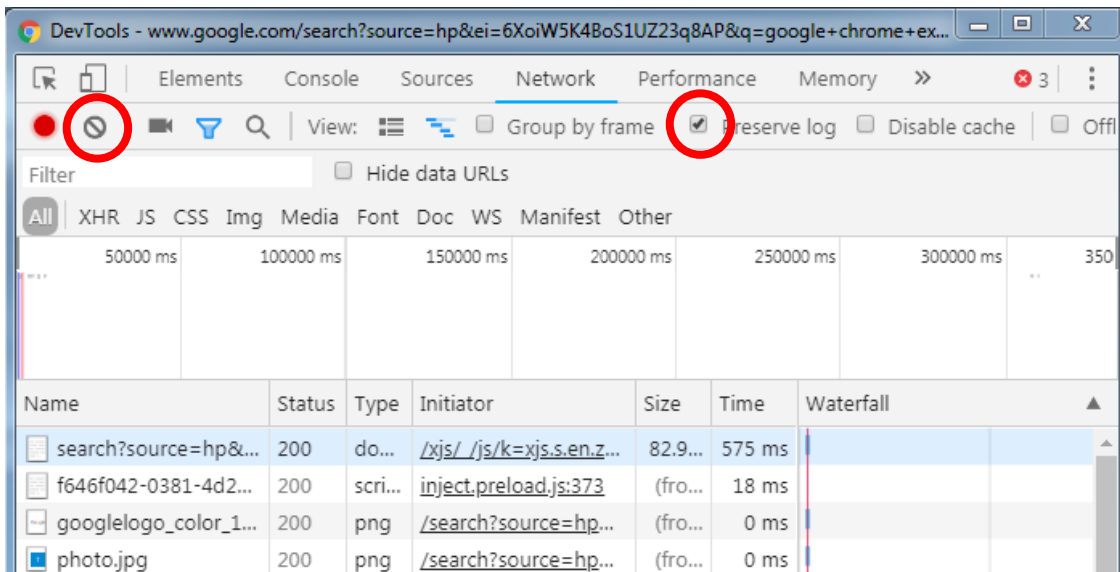 DevTools - www.google.com/search?source=hp&ei=6XoiW5K4BoS1UZ23q8AP&q=google+chrome+ex...
Elements Console Sources Network Performance Memory » 3
View: Group by frame Preserve log Disable cache Offl
Filter Hide data URLs
All XHR JS CSS Img Media Font Doc WS Manifest Other
50000 ms 100000 ms 150000 ms 200000 ms 250000 ms 300000 ms 350
Name Status Type Initiator Size Time Waterfall
search?source=hp&... 200 do... /xjs/_/js/k=xjs.s.en.z... 82.9... 575 ms
f646f042-0381-4d2... 200 scri... inject.preload.js:373 (fro... 18 ms
googlelogo_color_1... 200 png /search?source=hp... (fro... 0 ms
photo.jpg 200 png /search?source=hp... (fro... 0 ms